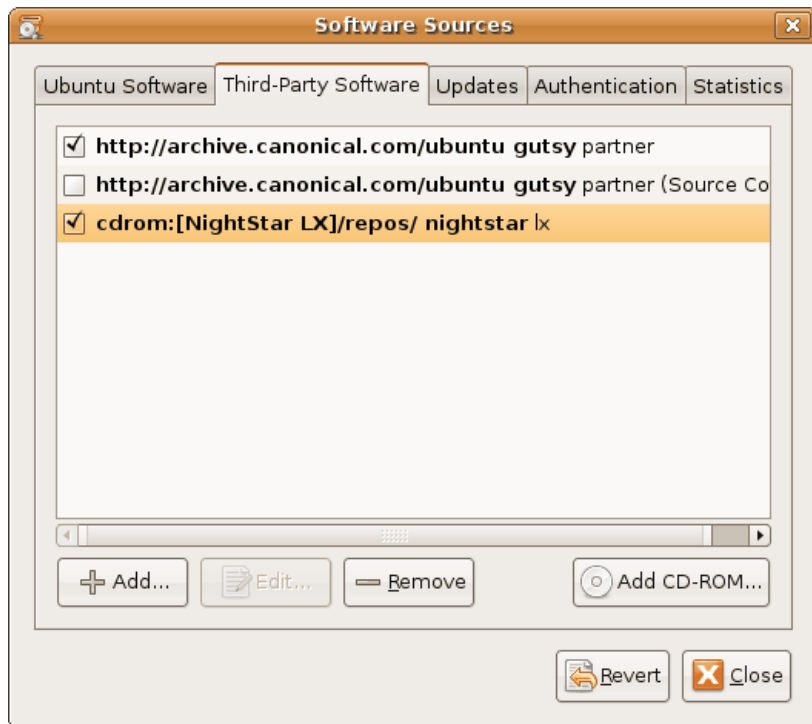 Software Sources
Ubuntu Software Third-Party Software Updates Authentication Statistics
http://archive.canonical.com/ubuntu gutsy partner
http://archive.canonical.com/ubuntu gutsy partner (Source Co
cdrom:[NightStar LX]/repos/ nightstar lx
Add... Edit... Remove Add CD-ROM...
Revert Close